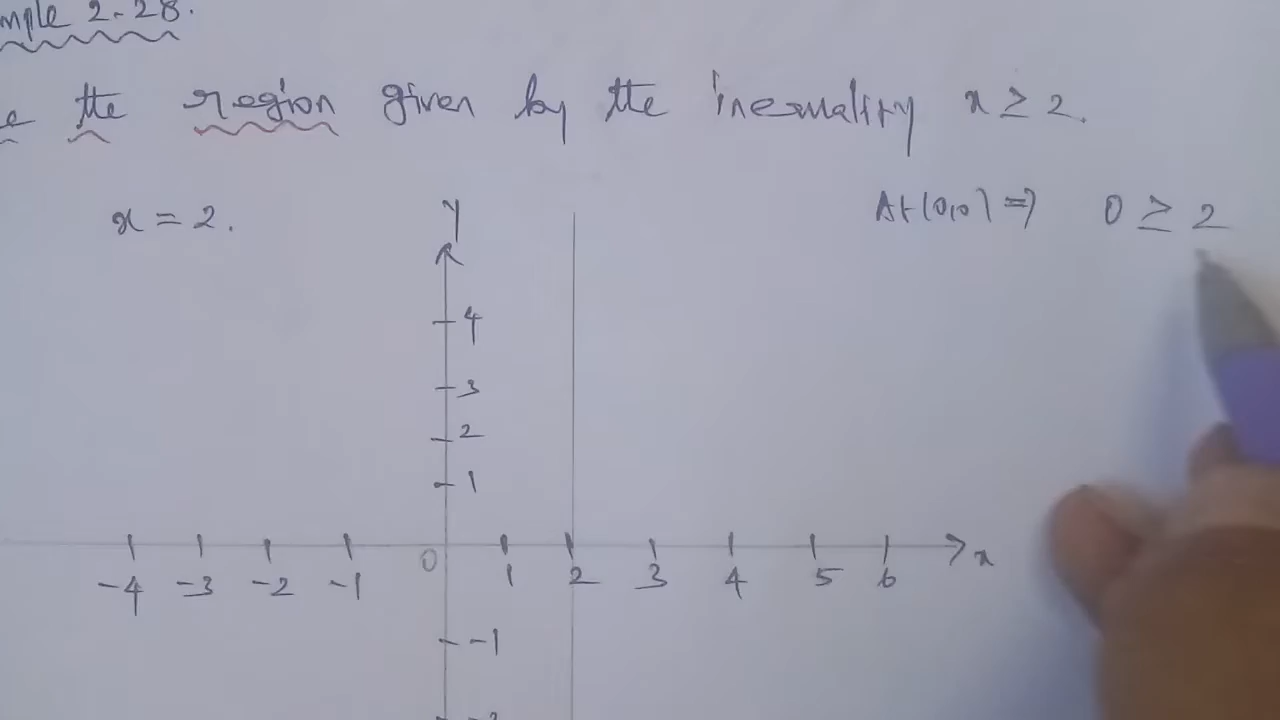 mple 2.28.
e the region given by the inequality x ≥ 2.
x = 2.
At (0,0) ⇒ 0 ≥ 2
y
4
3
2
1
-4 -3 -2 -1 0 1 2 3 4 5 6 x
-1
-2